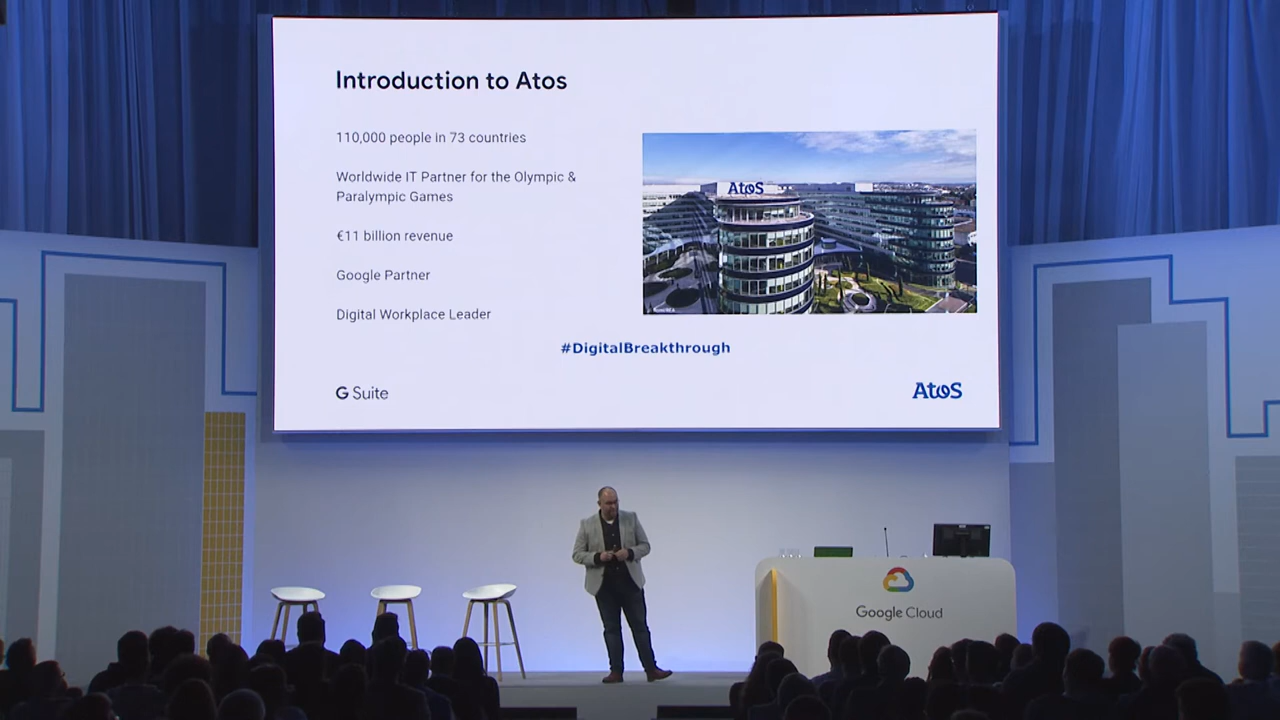 Introduction to Atos
110,000 people in 73 countries
Worldwide IT Partner for the Olympic &
Paralympic Games
€11 billion revenue
Google Partner
Digital Workplace Leader
Atos
#DigitalBreakthrough
G Suite
Atos
Google Cloud